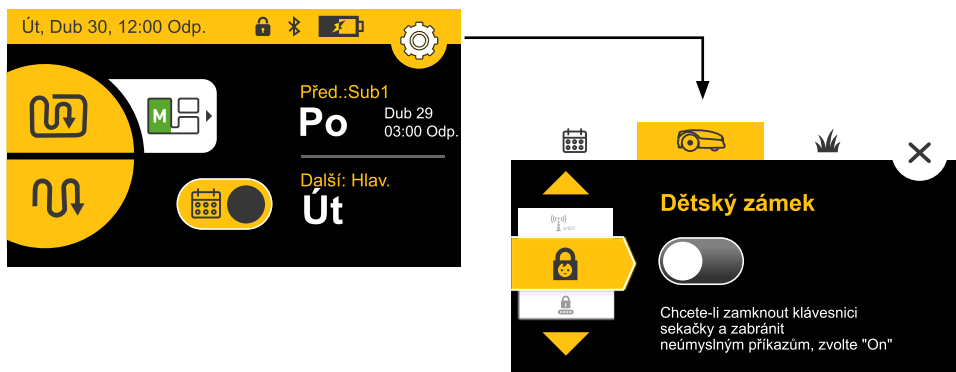 Út, Dub 30, 12:00 Odp.
M
Před.:Sub1
Po
Dub 29
03:00 Odp.
Další: Hlav.
Út
Dětský zámek
Chcete-li zamknout klávesnici
sekačky a zabránit
neúmyslným příkazům, zvolte "On"